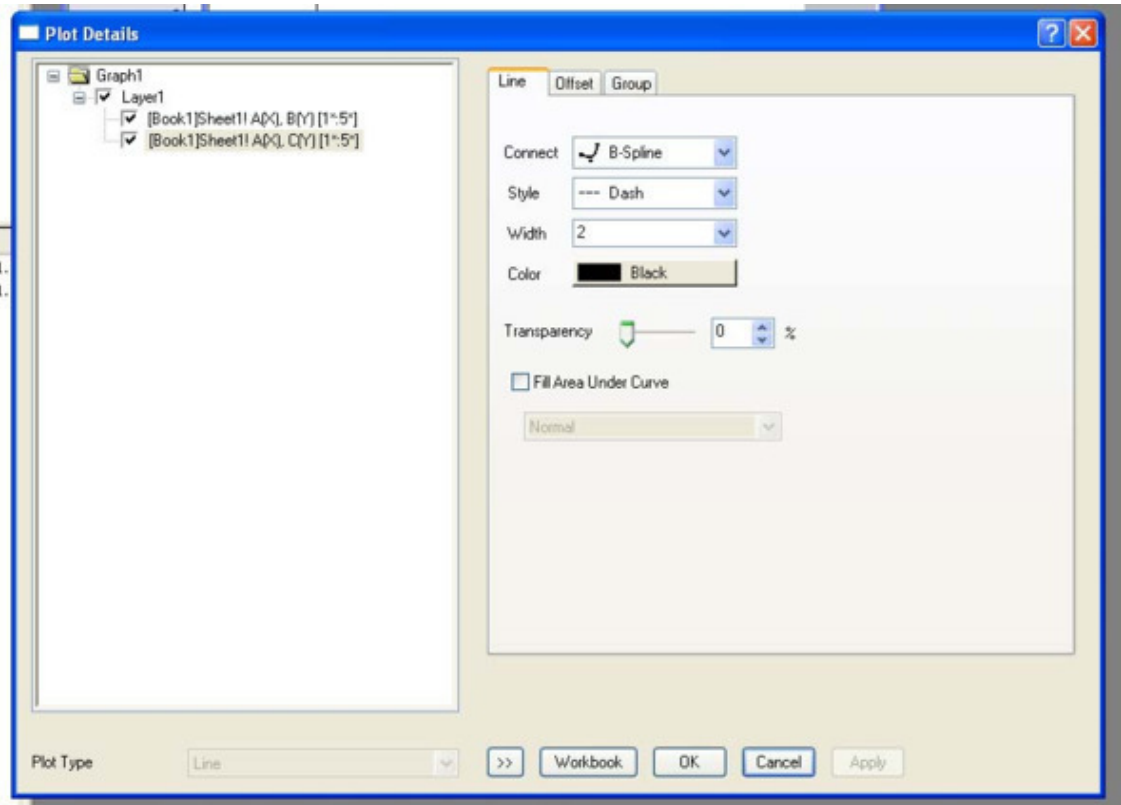 Plot Details
Graph1
Layer1
[Book1]Sheet1! A(X), B(Y) [1*:5*]
[Book1]Sheet1! A(X), C(Y) [1*:5*]
Line Offset Group
Connect B-Spline
Style --- Dash
Width 2
Color Black
Transparency 0 %
Fill Area Under Curve
Normal
Plot Type Line >> Workbook OK Cancel Apply